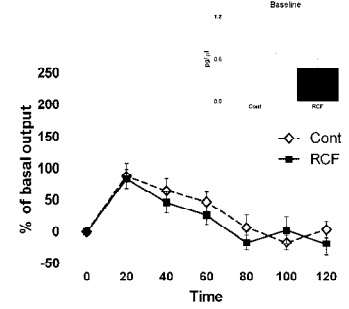 Baseline
1.2
0.6
0.0
pg/μl
Cont RCF
Cont
RCF
% of basal output
250
200
150
100
50
0
-50
0 20 40 60 80 100 120
Time